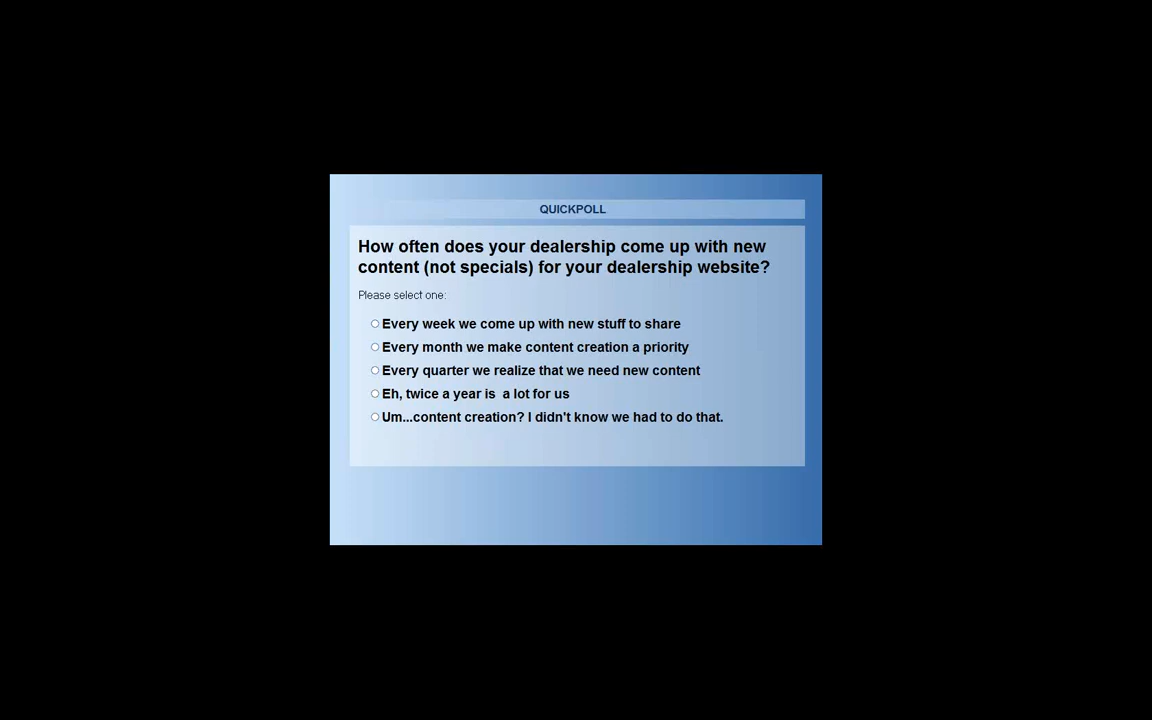 QUICKPOLL
How often does your dealership come up with new
content (not specials) for your dealership website?
Please select one:
Every week we come up with new stuff to share
Every month we make content creation a priority
Every quarter we realize that we need new content
Eh, twice a year is  a lot for us
Um...content creation? I didn't know we had to do that.